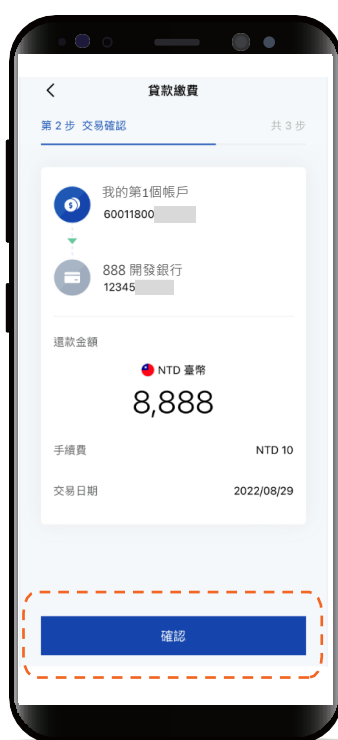 貸款繳費
第 2 步 交易確認
共 3 步
我的第1個帳戶
60011800
888 開發銀行
12345
還款金額
NTD 臺幣
8,888
手續費 NTD 10
交易日期 2022/08/29
確認